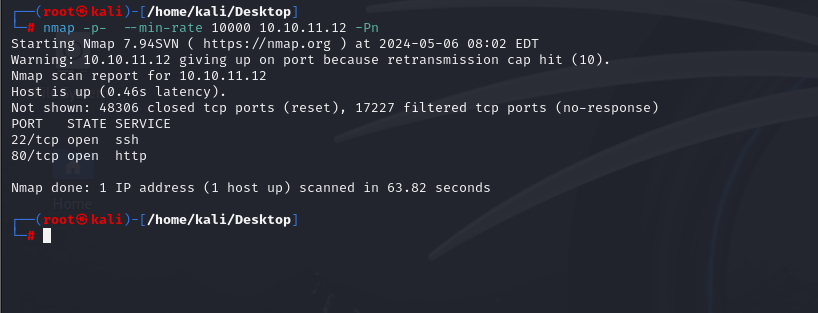 ┌──(root㉿kali)-[/home/kali/Desktop]
└─# nmap -p-  --min-rate 10000 10.10.11.12 -Pn
Starting Nmap 7.94SVN ( https://nmap.org ) at 2024-05-06 08:02 EDT
Warning: 10.10.11.12 giving up on port because retransmission cap hit (10).
Nmap scan report for 10.10.11.12
Host is up (0.46s latency).
Not shown: 48306 closed tcp ports (reset), 17227 filtered tcp ports (no-response)
PORT   STATE SERVICE
22/tcp open  ssh
80/tcp open  http
Nmap done: 1 IP address (1 host up) scanned in 63.82 seconds
Home
┌──(root㉿kali)-[/home/kali/Desktop]
└─#